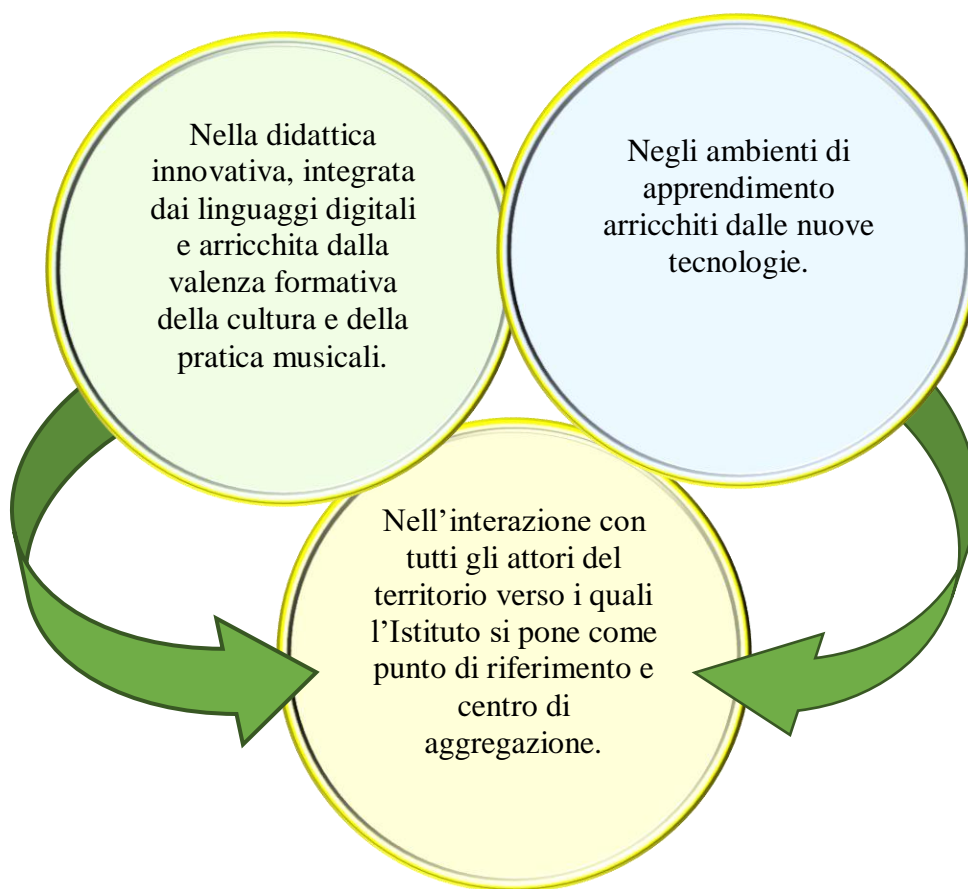 Nella didattica
innovativa, integrata
dai linguaggi digitali
e arricchita dalla
valenza formativa
della cultura e della
pratica musicali.
Negli ambienti di
apprendimento
arricchiti dalle nuove
tecnologie.
Nell’interazione con
tutti gli attori del
territorio verso i quali
l’Istituto si pone come
punto di riferimento e
centro di
aggregazione.